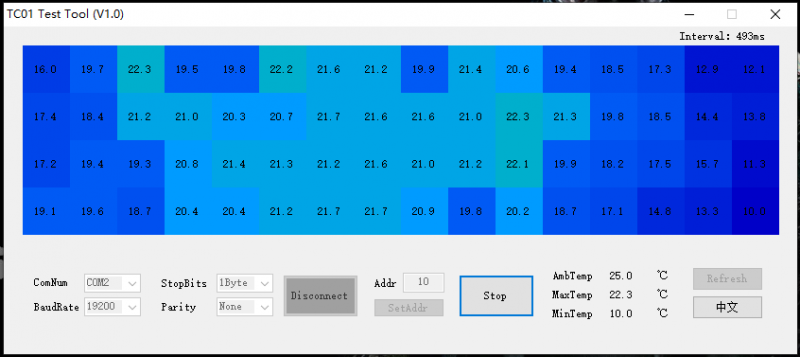 TC01 Test Tool (V1.0)
Interval: 493ms
16.0 19.7 22.3 19.5 19.8 22.2 21.6 21.2 19.9 21.4 20.6 19.4 18.5 17.3 12.9 12.1
17.4 18.4 21.2 21.0 20.3 20.7 21.7 21.6 21.6 21.0 22.3 21.3 19.8 18.5 14.4 13.8
17.2 19.4 19.3 20.8 21.4 21.3 21.2 21.6 21.0 21.2 22.1 19.9 18.2 17.5 15.7 11.3
19.1 19.6 18.7 20.4 20.4 21.2 21.7 21.7 20.9 19.8 20.2 18.7 17.1 14.8 13.3 10.0
ComNum COM2 StopBits 1Byte Disconnect Addr 10 Stop AmbTemp 25.0 ℃ Refresh
MaxTemp 22.3 ℃
BaudRate 19200 Parity None SetAddr MinTemp 10.0 ℃ 中文